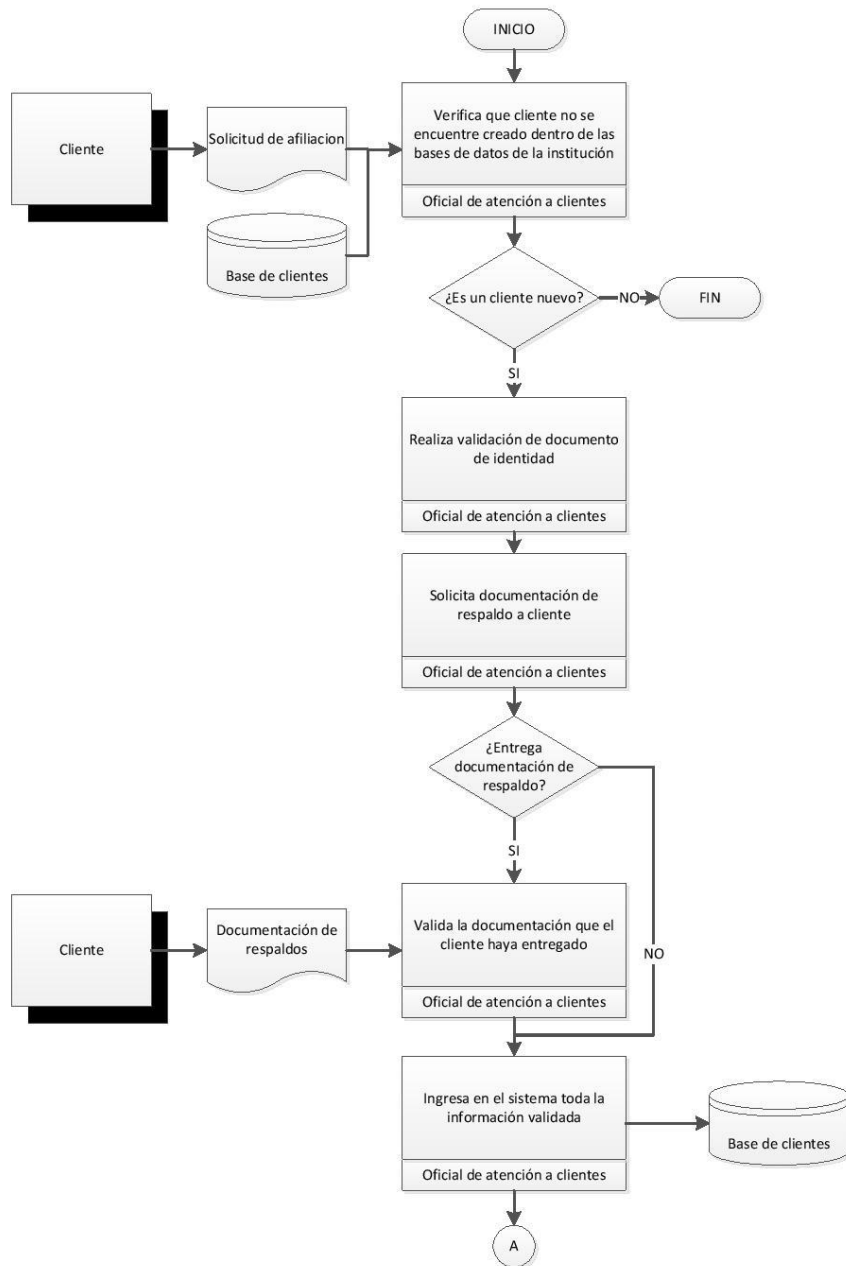 INICIO
Cliente
Solicitud de afiliacion
Verifica que cliente no se
encuentre creado dentro de las
bases de datos de la institución
Oficial de atención a clientes
Base de clientes
¿Es un cliente nuevo?
NO
FIN
SI
Realiza validación de documento
de identidad
Oficial de atención a clientes
Solicita documentación de
respaldo a cliente
Oficial de atención a clientes
¿Entrega
documentación de
respaldo?
SI
Cliente
Documentación de
respaldos
Valida la documentación que el
cliente haya entregado
NO
Oficial de atención a clientes
Ingresa en el sistema toda la
información validada
Base de clientes
Oficial de atención a clientes
A